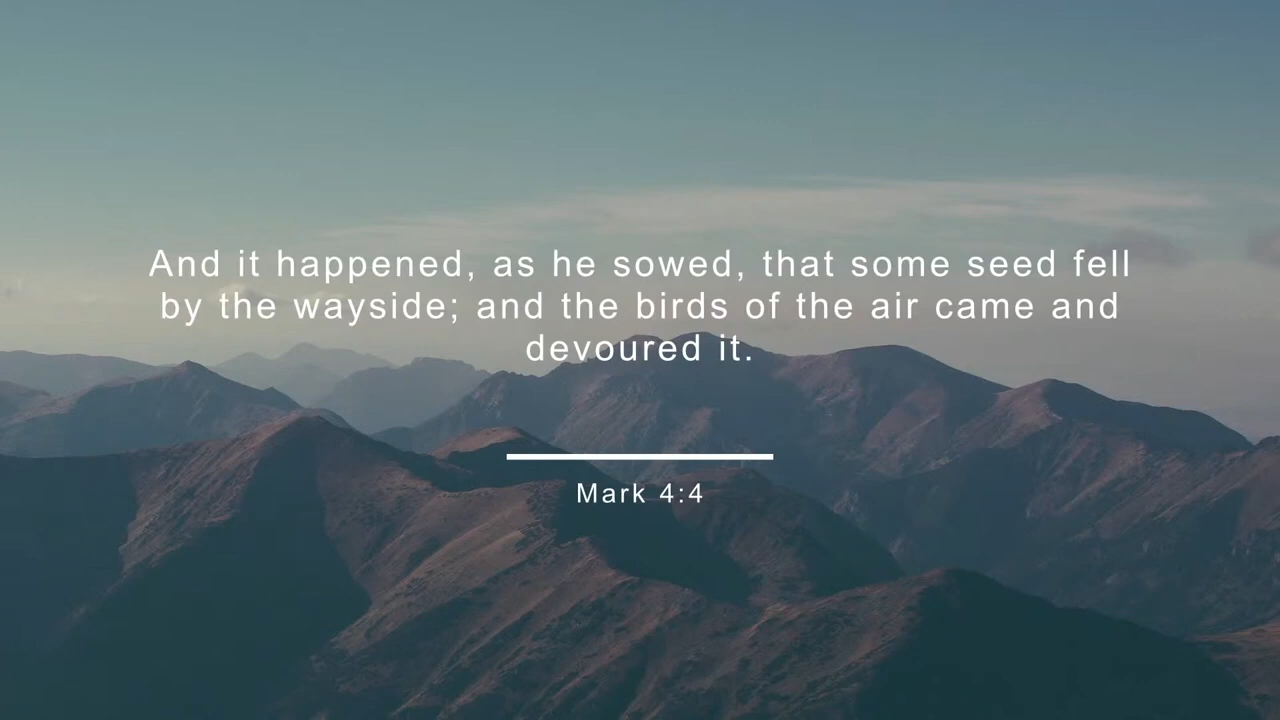 And it happened, as he sowed, that some seed fell
by the wayside; and the birds of the air came and
devoured it.
Mark 4:4